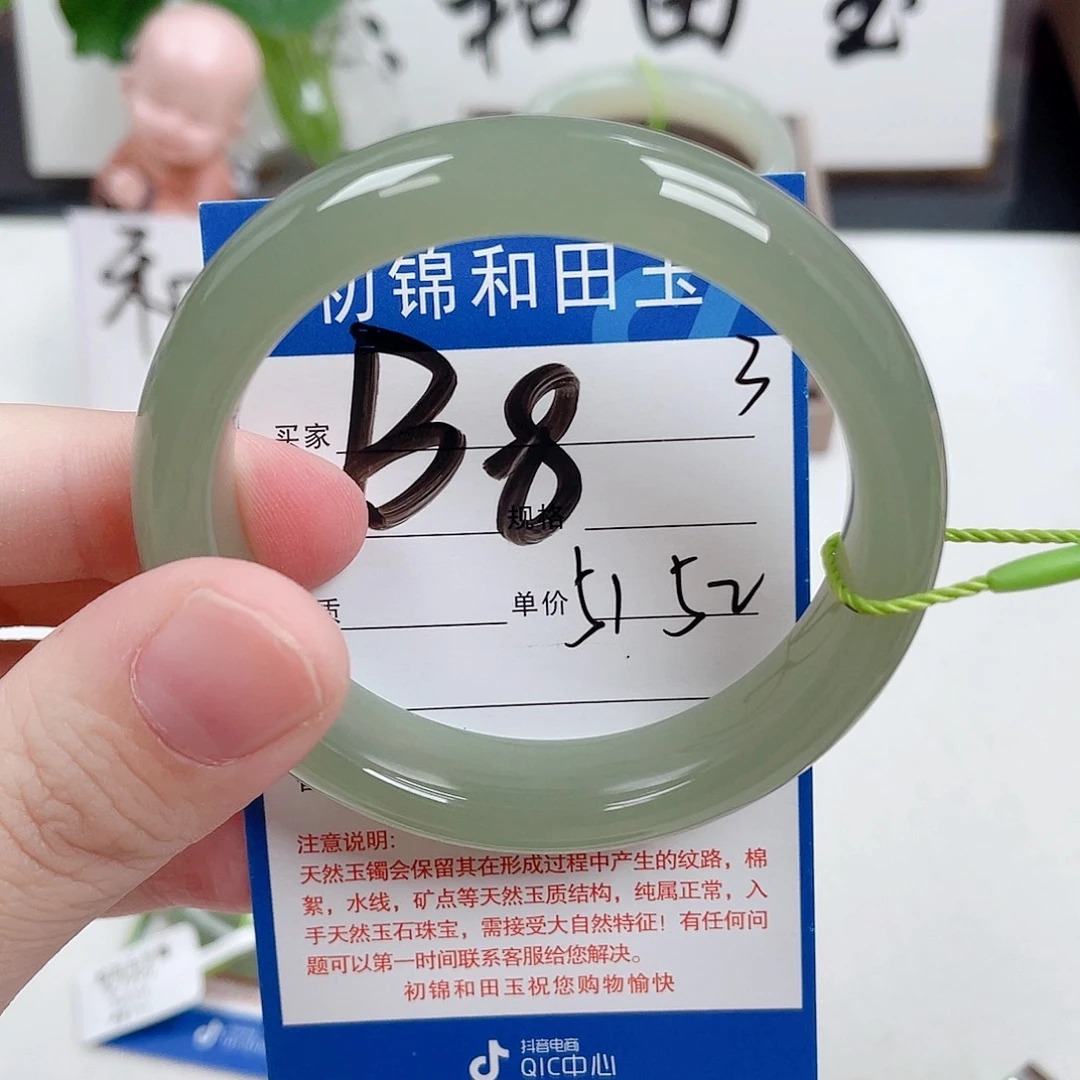 和田玉
初锦和田玉
B8
3
买家
规格
质
单价 51 52
注意说明:
天然玉镯会保留其在形成过程中产生的纹路，棉
絮，水线，矿点等天然玉质结构，纯属正常，入
手天然玉石珠宝，需接受大自然特征！有任何问
题可以第一时间联系客服给您解决。
初锦和田玉祝您购物愉快
抖音电商
QIC中心